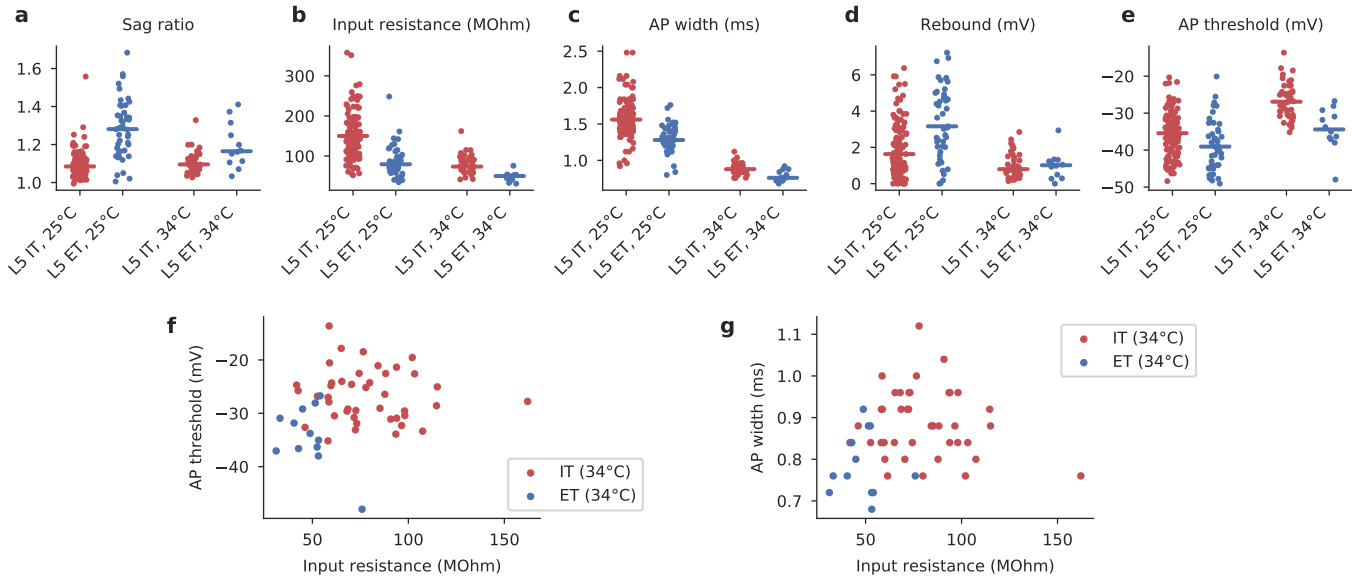 a
Sag ratio
1.6
1.4
1.2
1.0
L5 IT, 25°C
L5 ET, 25°C
L5 IT, 34°C
L5 ET, 34°C
b
Input resistance (MOhm)
300
200
100
L5 IT, 25°C
L5 ET, 25°C
L5 IT, 34°C
L5 ET, 34°C
c
AP width (ms)
2.5
2.0
1.5
1.0
L5 IT, 25°C
L5 ET, 25°C
L5 IT, 34°C
L5 ET, 34°C
d
Rebound (mV)
6
4
2
0
L5 IT, 25°C
L5 ET, 25°C
L5 IT, 34°C
L5 ET, 34°C
e
AP threshold (mV)
−20
−30
−40
−50
L5 IT, 25°C
L5 ET, 25°C
L5 IT, 34°C
L5 ET, 34°C
f
AP threshold (mV)
−20
−30
−40
IT (34°C)
ET (34°C)
50
100
150
Input resistance (MOhm)
g
AP width (ms)
1.1
1.0
0.9
0.8
0.7
IT (34°C)
ET (34°C)
50
100
150
Input resistance (MOhm)